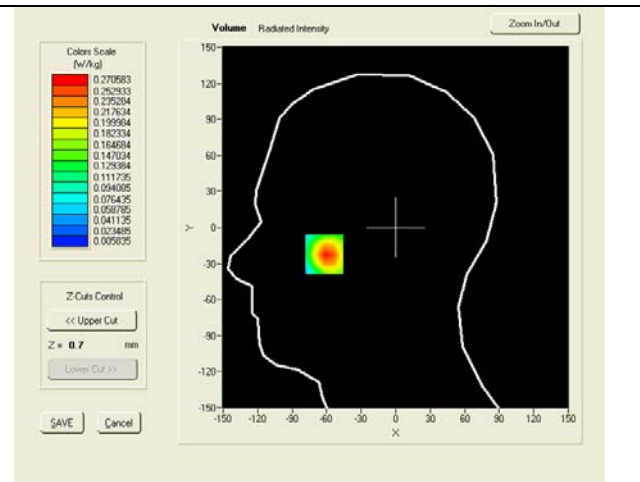 Volume Radiated Intensity
Zoom In/Out
Colors Scale
(W/kg)
0.270583
0.252933
0.235284
0.217634
0.199984
0.182334
0.164684
0.147034
0.129384
0.111735
0.094085
0.076435
0.058785
0.041135
0.023485
0.005835
150
120
90
60
30
0
-30
-60
-90
-120
-150
Y
-150 -120 -90 -60 -30 0 30 60 90 120 150
X
Z-Cuts Control
<< Upper Cut
Z = 0.7 mm
Lower Cut >>
SAVE Cancel